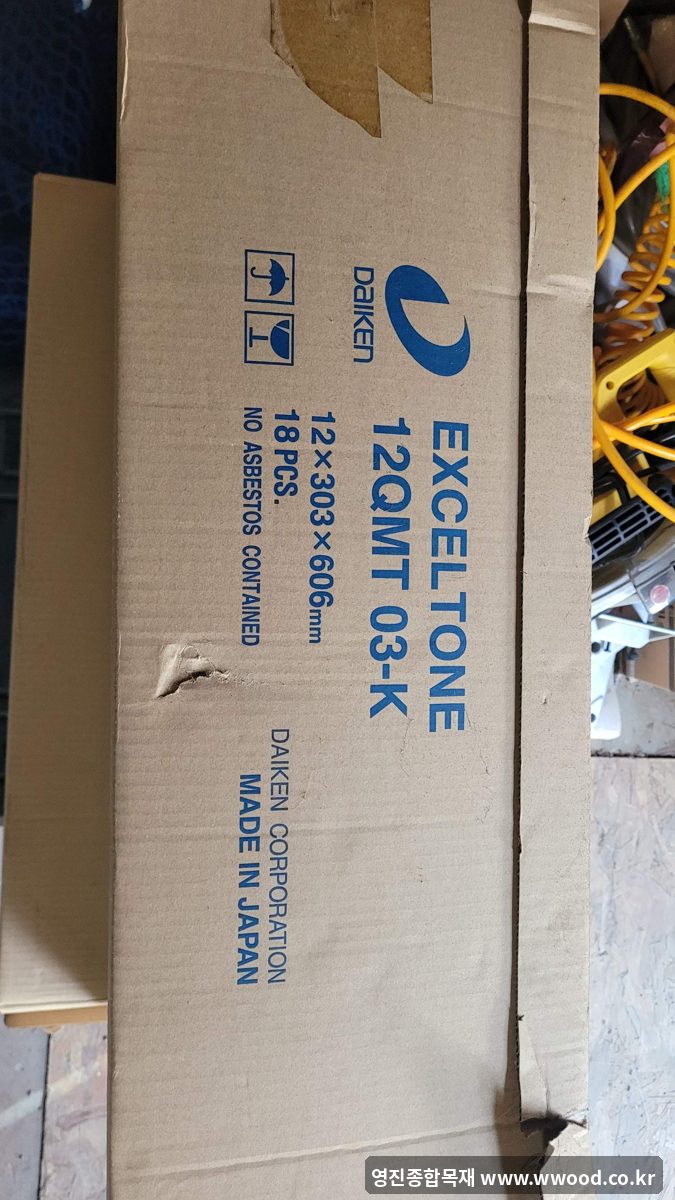 DAIKEN
EXCELTONE
12QMT 03-K
12×303×606mm
18 PCS.
NO ASBESTOS CONTAINED
DAIKEN CORPORATION
MADE IN JAPAN
영진종합목재 www.wwood.co.kr